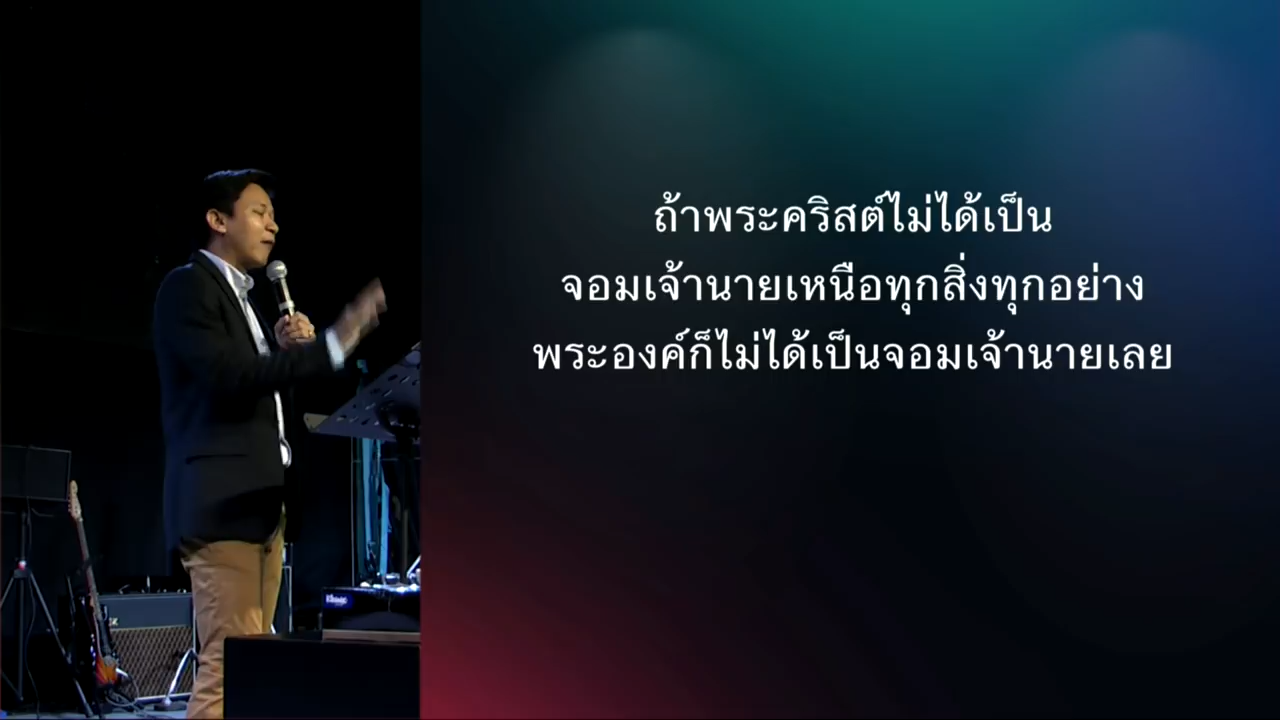 ถ้าพระคริสต์ไม่ได้เป็น
จอมเจ้านายเหนือทุกสิ่งทุกอย่าง
พระองค์ก็ไม่ได้เป็นจอมเจ้านายเลย